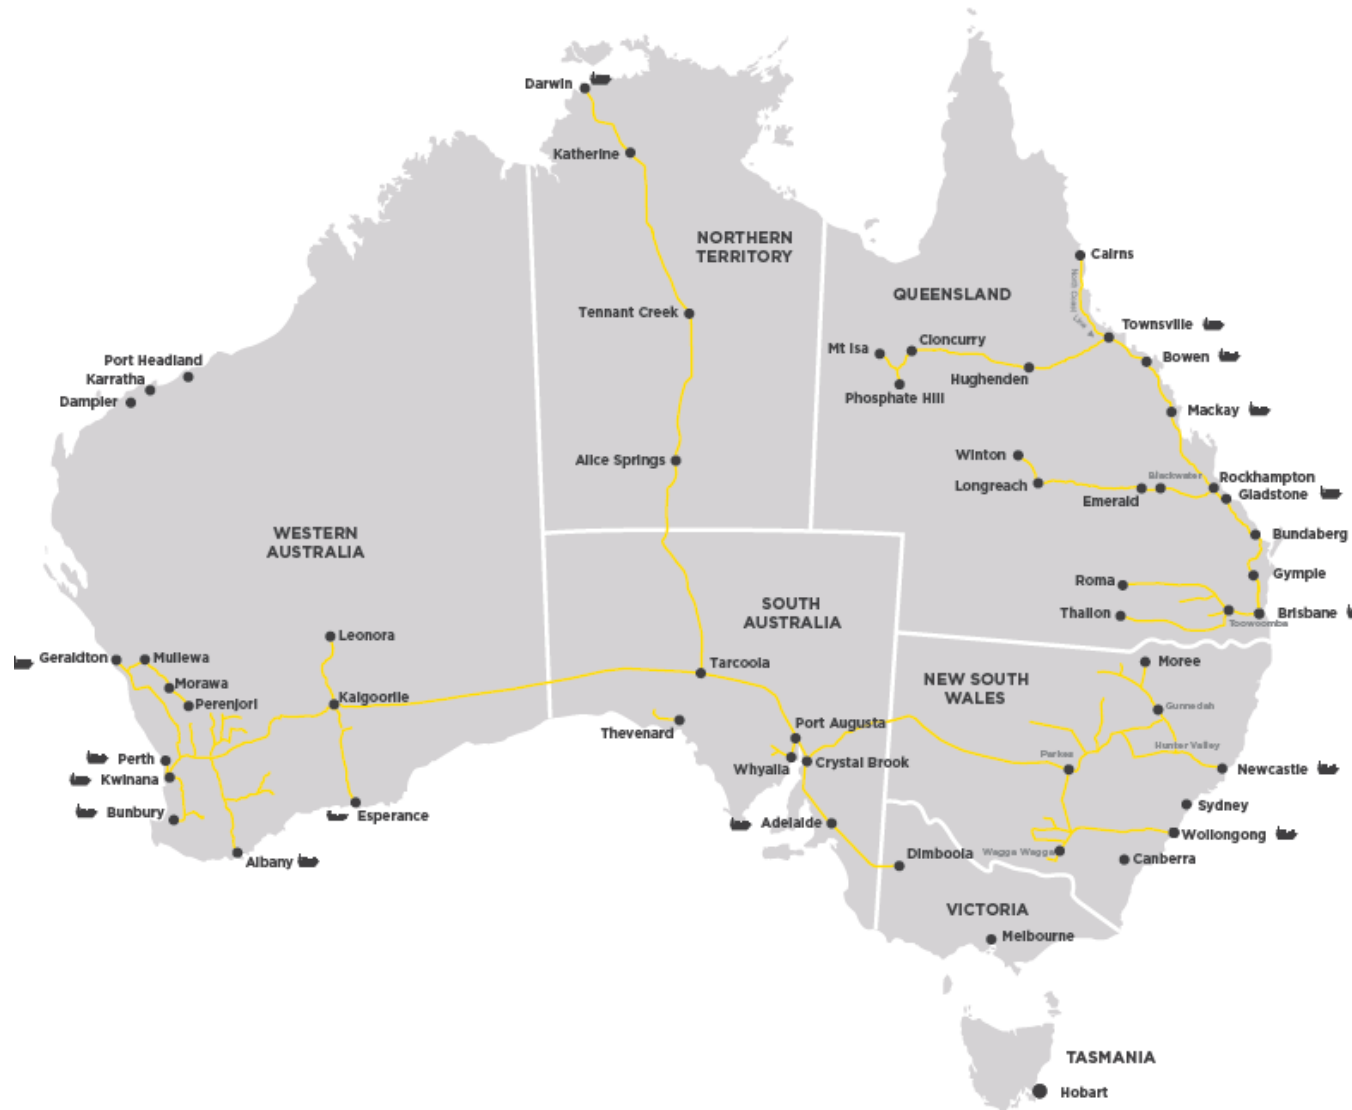 Darwin
Katherine
NORTHERN
TERRITORY
Cairns
North Coast Line
QUEENSLAND
Tennant Creek
Townsville
Mt Isa
Cloncurry
Bowen
Port Headland
Karratha
Dampier
Hughenden
Phosphate Hill
Mackay
Alice Springs
Winton
Longreach
Blackwater
Emerald
Rockhampton
Gladstone
WESTERN
AUSTRALIA
Bundaberg
Roma
Gympie
SOUTH
AUSTRALIA
Thallon
Brisbane
Toowoomba
Leonora
Geraldton
Mullewa
Tarcoola
Moree
Morawa
NEW SOUTH
WALES
Perenjori
Kalgoorlie
Gunnedah
Thevenard
Port Augusta
Hunter Valley
Parkes
Perth
Whyalla
Crystal Brook
Newcastle
Kwinana
Sydney
Bunbury
Esperance
Adelaide
Wollongong
Albany
Dimboola
Wagga Wagga
Canberra
VICTORIA
Melbourne
TASMANIA
Hobart